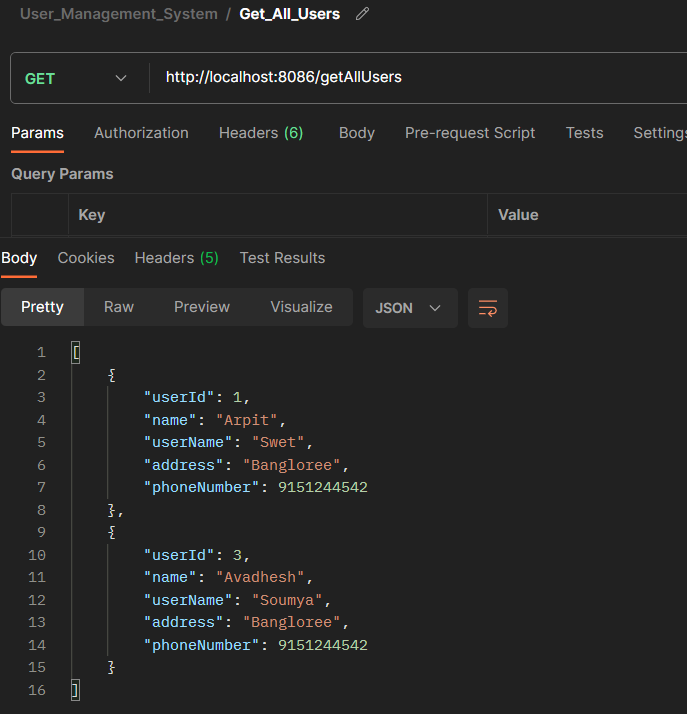 User_Management_System / Get_All_Users
GET http://localhost:8086/getAllUsers
Params Authorization Headers (6) Body Pre-request Script Tests Settings
Query Params
Key Value
Body Cookies Headers (5) Test Results
Pretty Raw Preview Visualize JSON
1 [
2 {
3 "userId": 1,
4 "name": "Arpit",
5 "userName": "Swet",
6 "address": "Bangloree",
7 "phoneNumber": 9151244542
8 },
9 {
10 "userId": 3,
11 "name": "Avadhesh",
12 "userName": "Soumya",
13 "address": "Bangloree",
14 "phoneNumber": 9151244542
15 }
16 ]